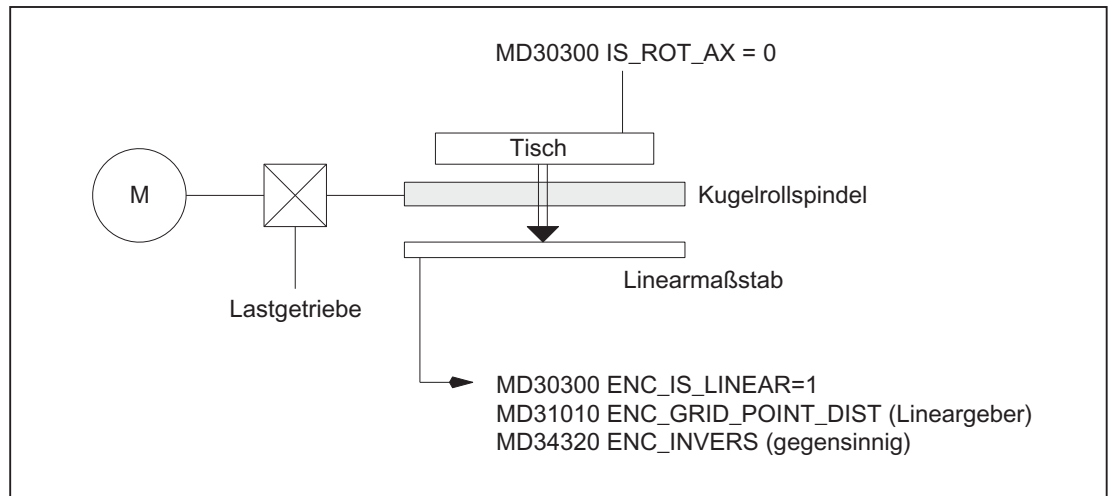 MD30300 IS_ROT_AX = 0
Tisch
M
Kugelrollspindel
Linearmaßstab
Lastgetriebe
MD30300 ENC_IS_LINEAR=1
MD31010 ENC_GRID_POINT_DIST (Lineargeber)
MD34320 ENC_INVERS (gegensinnig)